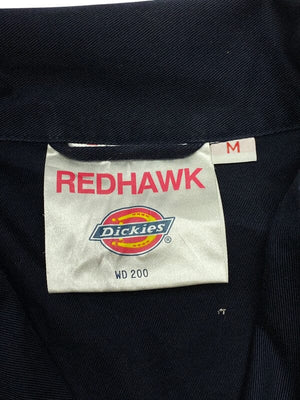 M
REDHAWK
Dickies
®
WD 200